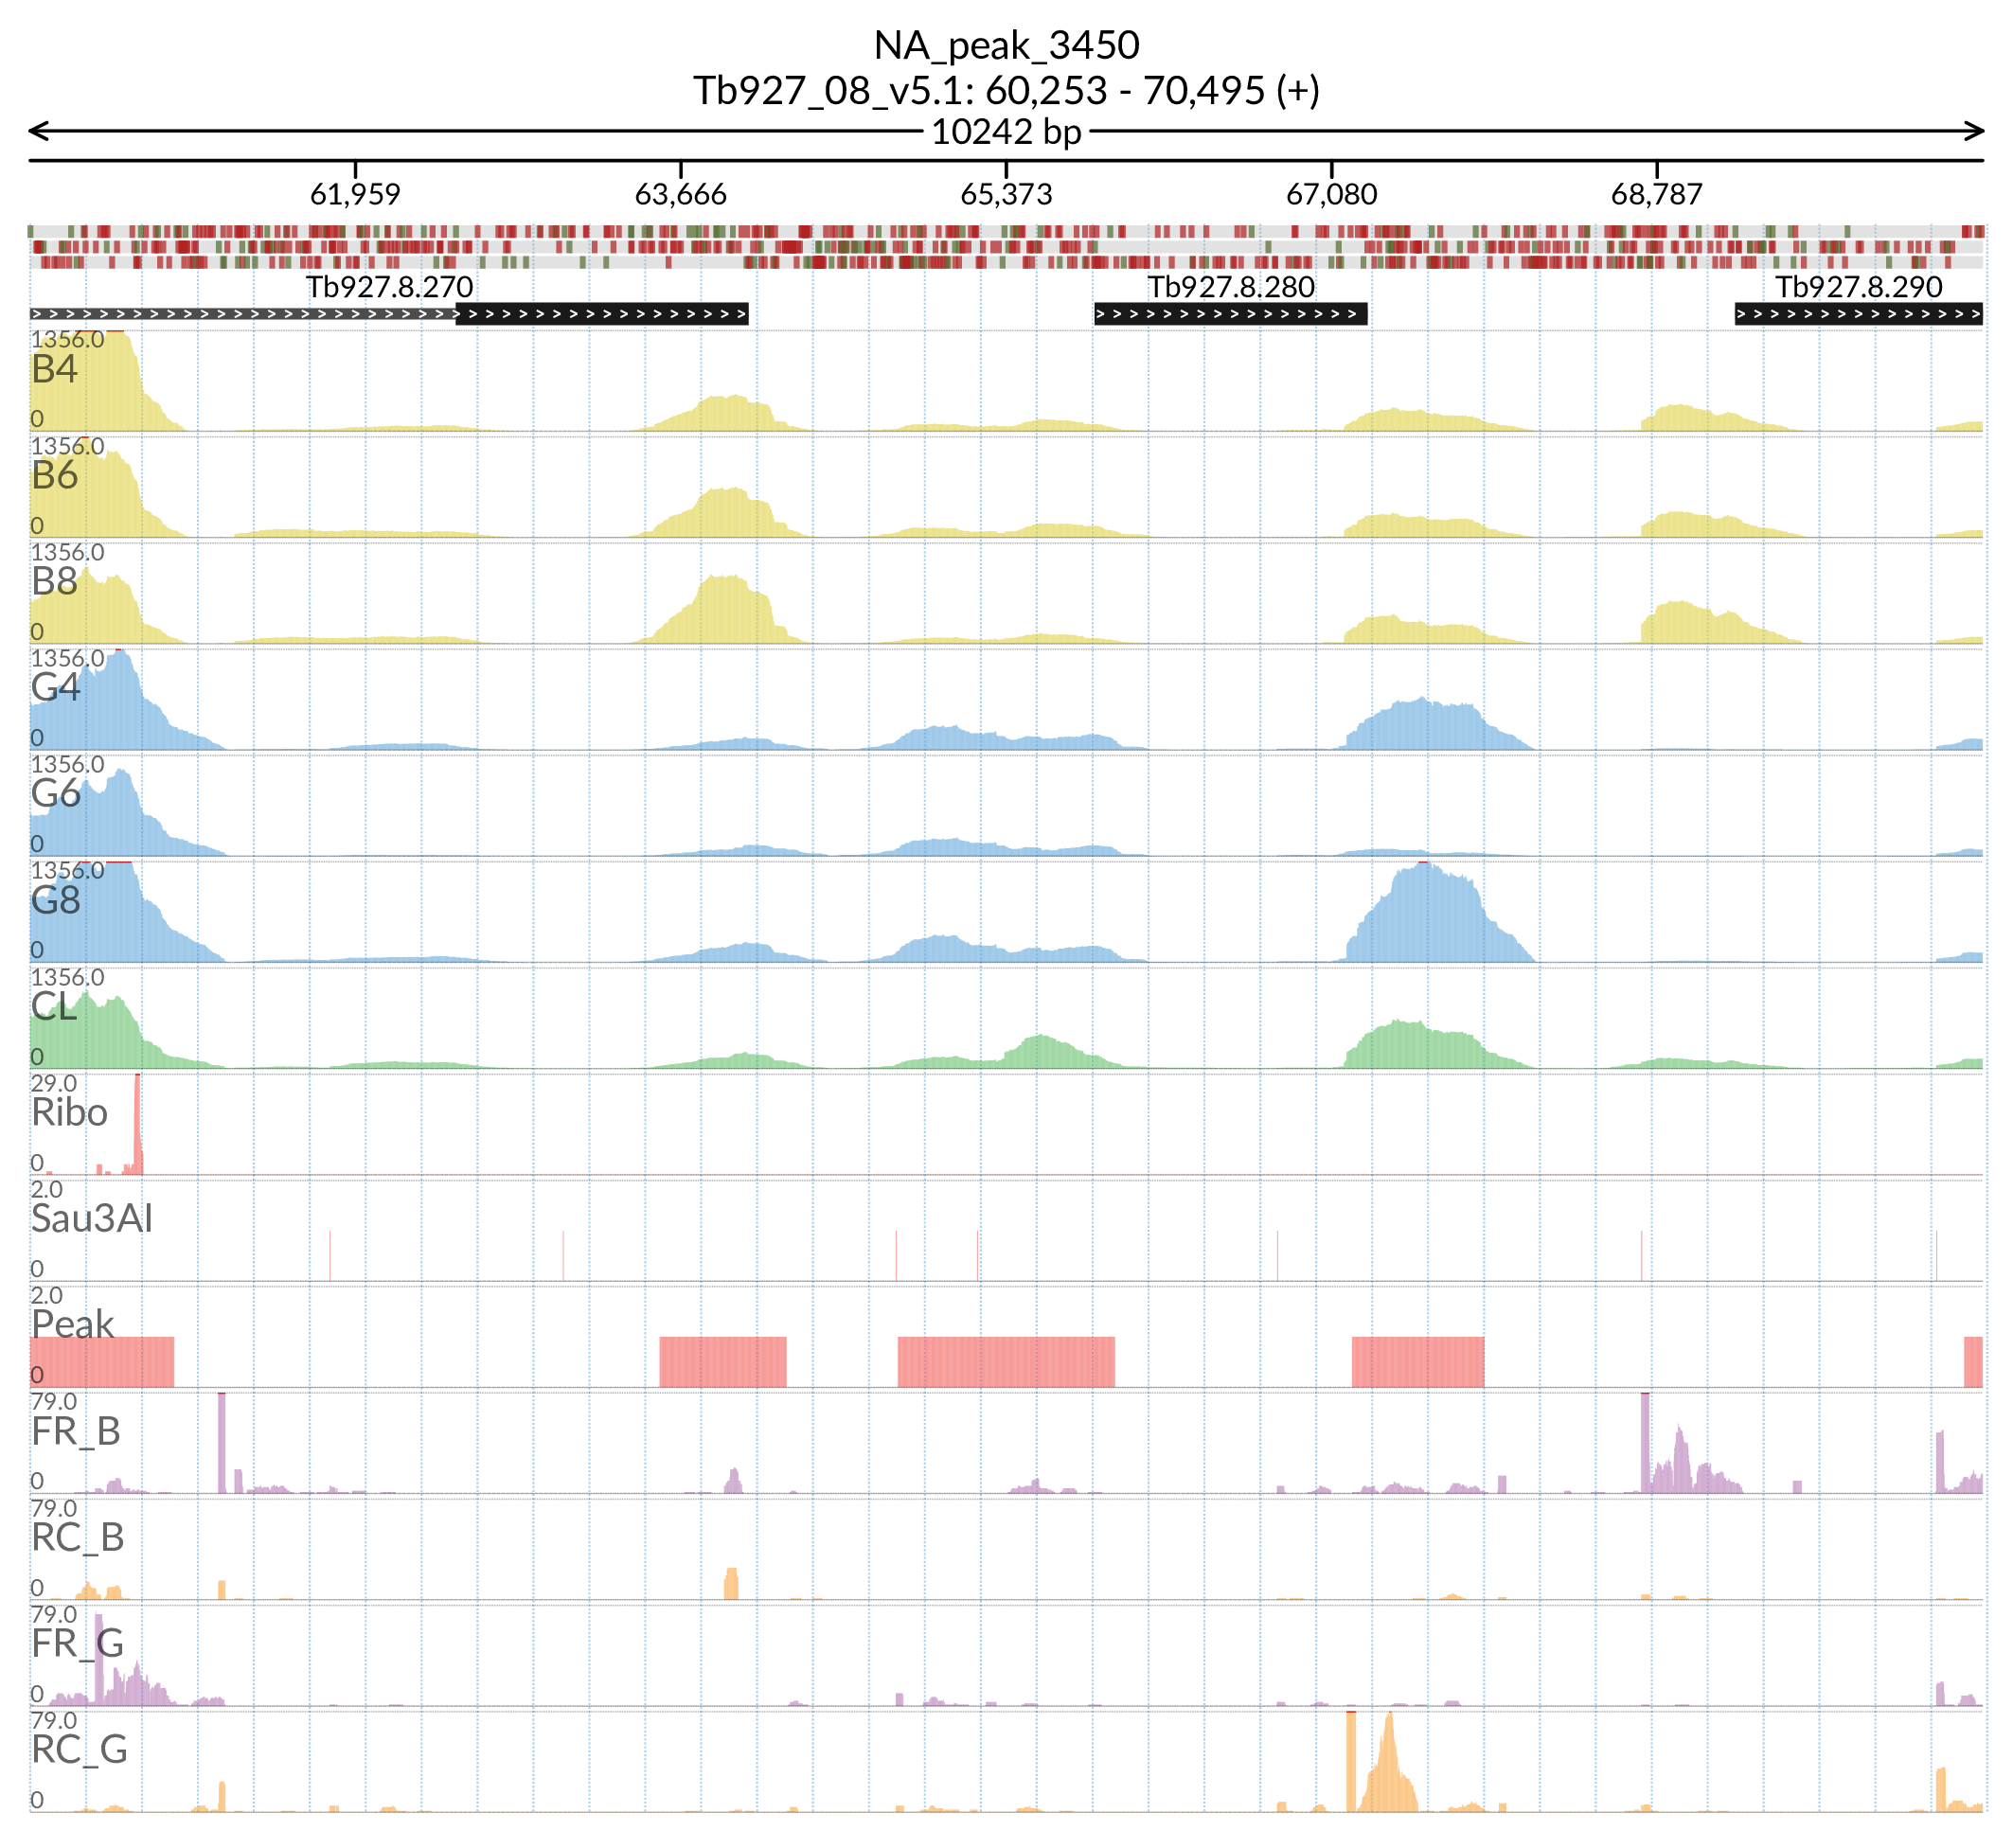 NA_peak_3450
Tb927_08_v5.1: 60,253 - 70,495 (+)
10242 bp
61,959 63,666 65,373 67,080 68,787
Tb927.8.270 Tb927.8.280 Tb927.8.290
1356.0
B4
0
1356.0
B6
0
1356.0
B8
0
1356.0
G4
0
1356.0
G6
0
1356.0
G8
0
1356.0
CL
0
29.0
Ribo
0
2.0
Sau3AI
0
2.0
Peak
0
79.0
FR_B
0
79.0
RC_B
0
79.0
FR_G
0
79.0
RC_G
0